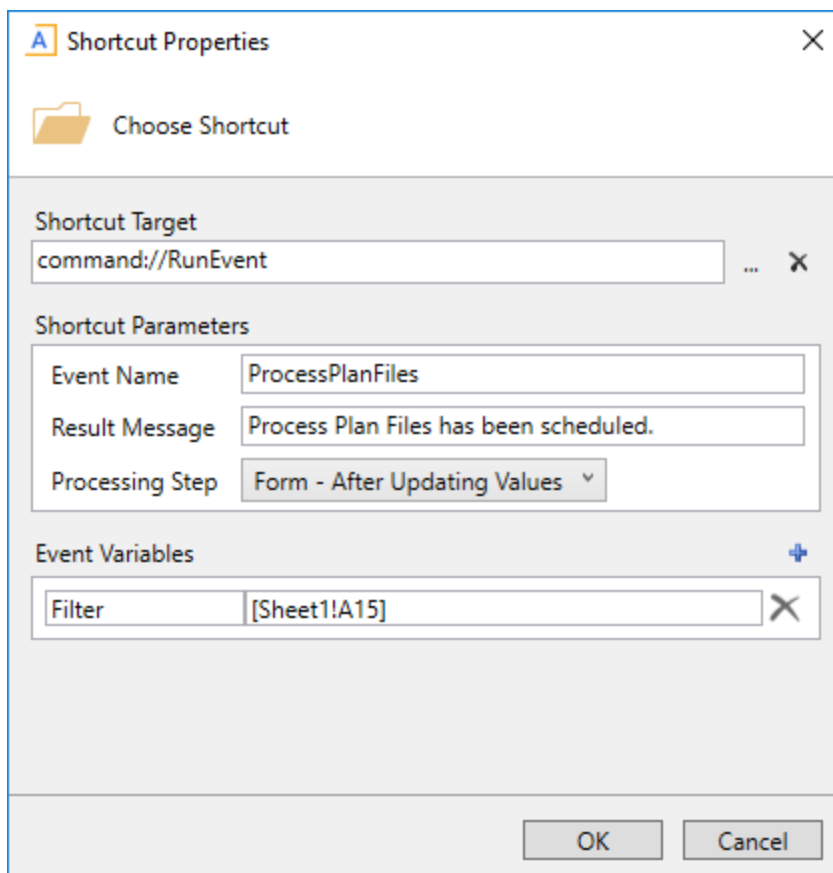 A Shortcut Properties
Choose Shortcut
Shortcut Target
command://RunEvent ...
Shortcut Parameters
Event Name ProcessPlanFiles
Result Message Process Plan Files has been scheduled.
Processing Step Form - After Updating Values
Event Variables
Filter [Sheet1!A15]
OK Cancel